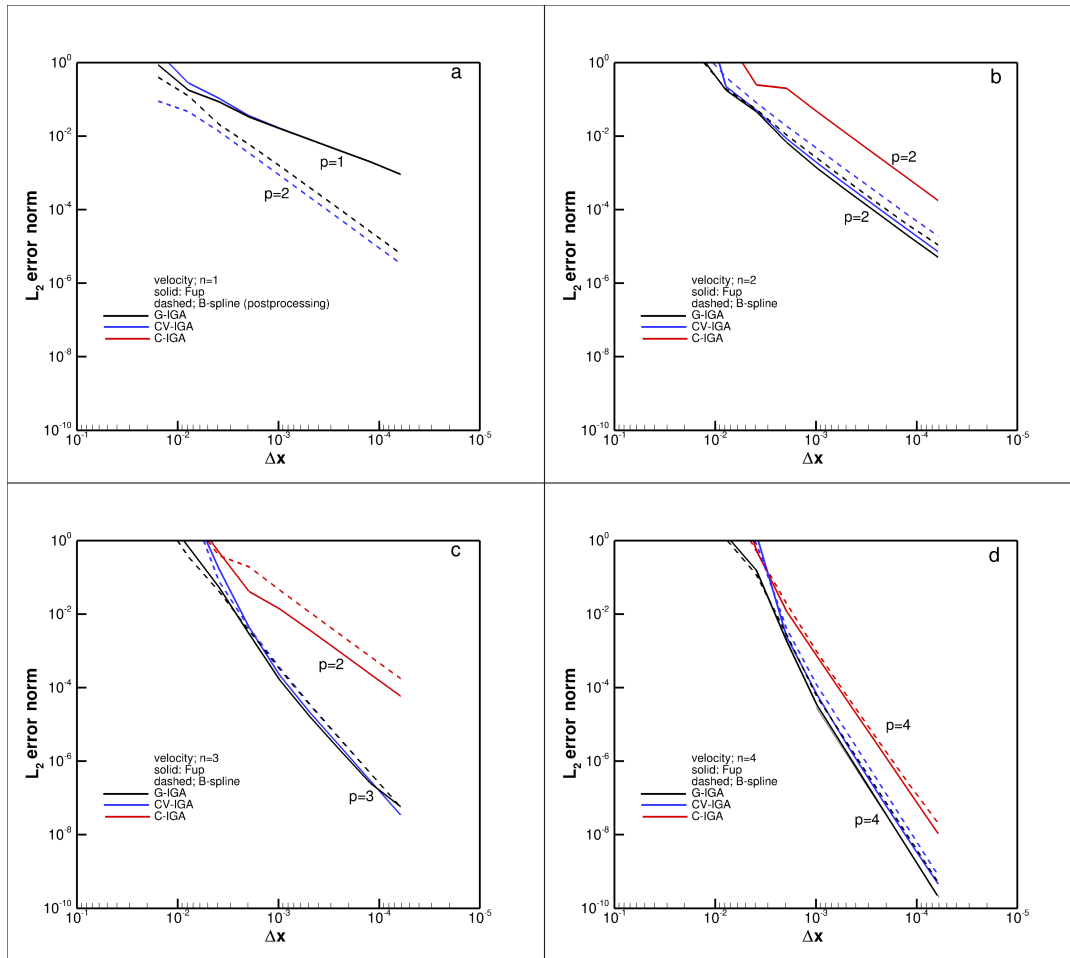 a
10^0
10^-2
10^-4
10^-6
10^-8
10^-10
L_2 error norm
p=1
p=2
velocity; n=1
solid: Fup
dashed; B-spline (postprocessing)
G-IGA
CV-IGA
C-IGA
10^-1
10^-2
10^-3
10^-4
10^-5
Δx
b
10^0
10^-2
10^-4
10^-6
10^-8
10^-10
L_2 error norm
p=2
p=2
velocity; n=2
solid: Fup
dashed; B-spline
G-IGA
CV-IGA
C-IGA
10^-1
10^-2
10^-3
10^-4
10^-5
Δx
c
10^0
10^-2
10^-4
10^-6
10^-8
10^-10
L_2 error norm
p=2
p=3
velocity; n=3
solid: Fup
dashed; B-spline
G-IGA
CV-IGA
C-IGA
10^-1
10^-2
10^-3
10^-4
10^-5
Δx
d
10^0
10^-2
10^-4
10^-6
10^-8
10^-10
L_2 error norm
p=4
p=4
velocity; n=4
solid: Fup
dashed; B-spline
G-IGA
CV-IGA
C-IGA
10^-1
10^-2
10^-3
10^-4
10^-5
Δx